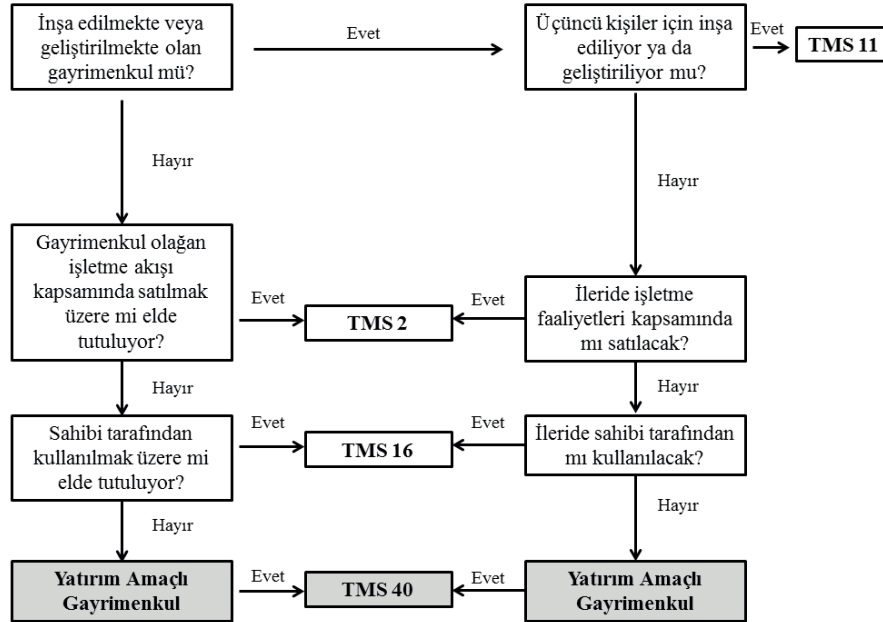 İnşa edilmekte veya
geliştirilmekte olan
gayrimenkul mü?
Evet
Üçüncü kişiler için inşa
ediliyor ya da
geliştiriliyor mu?
Evet
TMS 11
Hayır
Hayır
Gayrimenkul olağan
işletme akışı
kapsamında satılmak
üzere mi elde
tutuluyor?
Evet
TMS 2
Evet
İleride işletme
faaliyetleri kapsamında
mı satılacak?
Hayır
Hayır
Sahibi tarafından
kullanılmak üzere mi
elde tutuluyor?
Evet
TMS 16
Evet
İleride sahibi tarafından
mı kullanılacak?
Hayır
Hayır
Yatırım Amaçlı
Gayrimenkul
Evet
TMS 40
Evet
Yatırım Amaçlı
Gayrimenkul